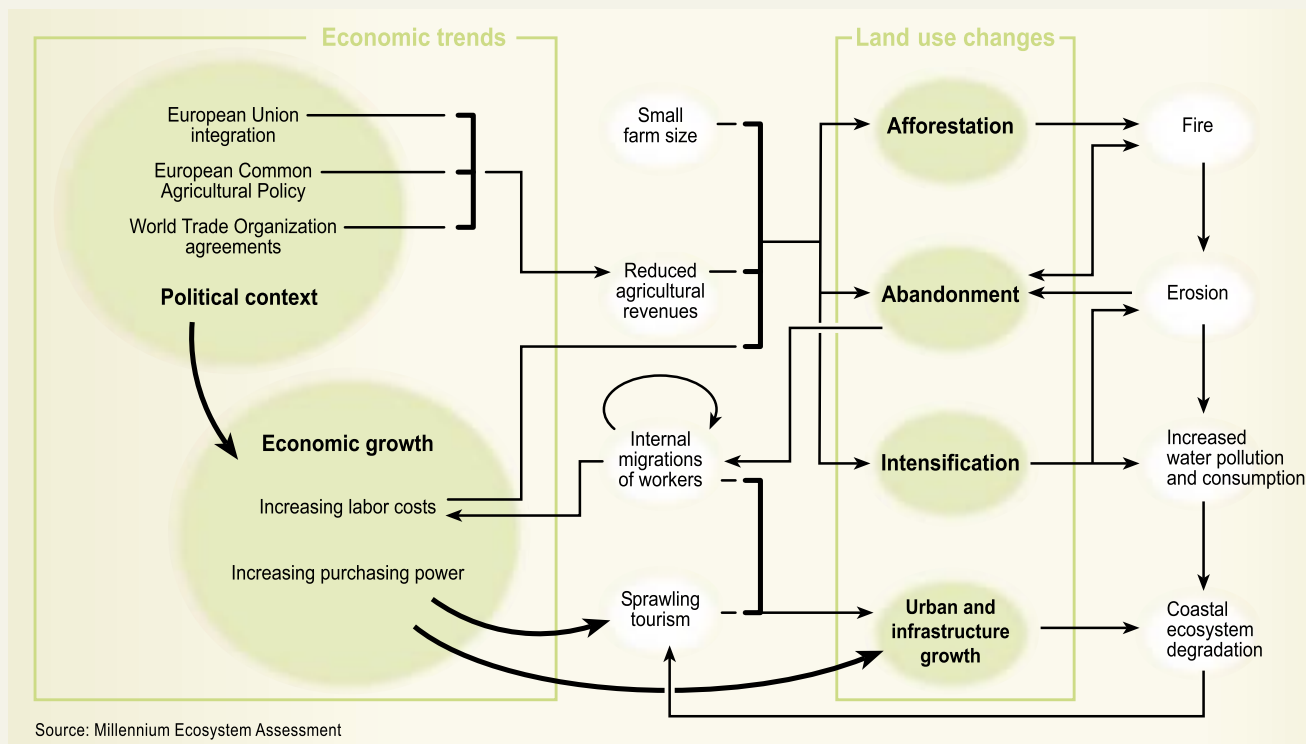 Economic trends
European Union
integration
European Common
Agricultural Policy
World Trade Organization
agreements
Political context
Economic growth
Increasing labor costs
Increasing purchasing power
Small
farm size
Reduced
agricultural
revenues
Internal
migrations
of workers
Sprawling
tourism
Land use changes
Afforestation
Abandonment
Intensification
Urban and
infrastructure
growth
Fire
Erosion
Increased
water pollution
and consumption
Coastal
ecosystem
degradation
Source: Millennium Ecosystem Assessment